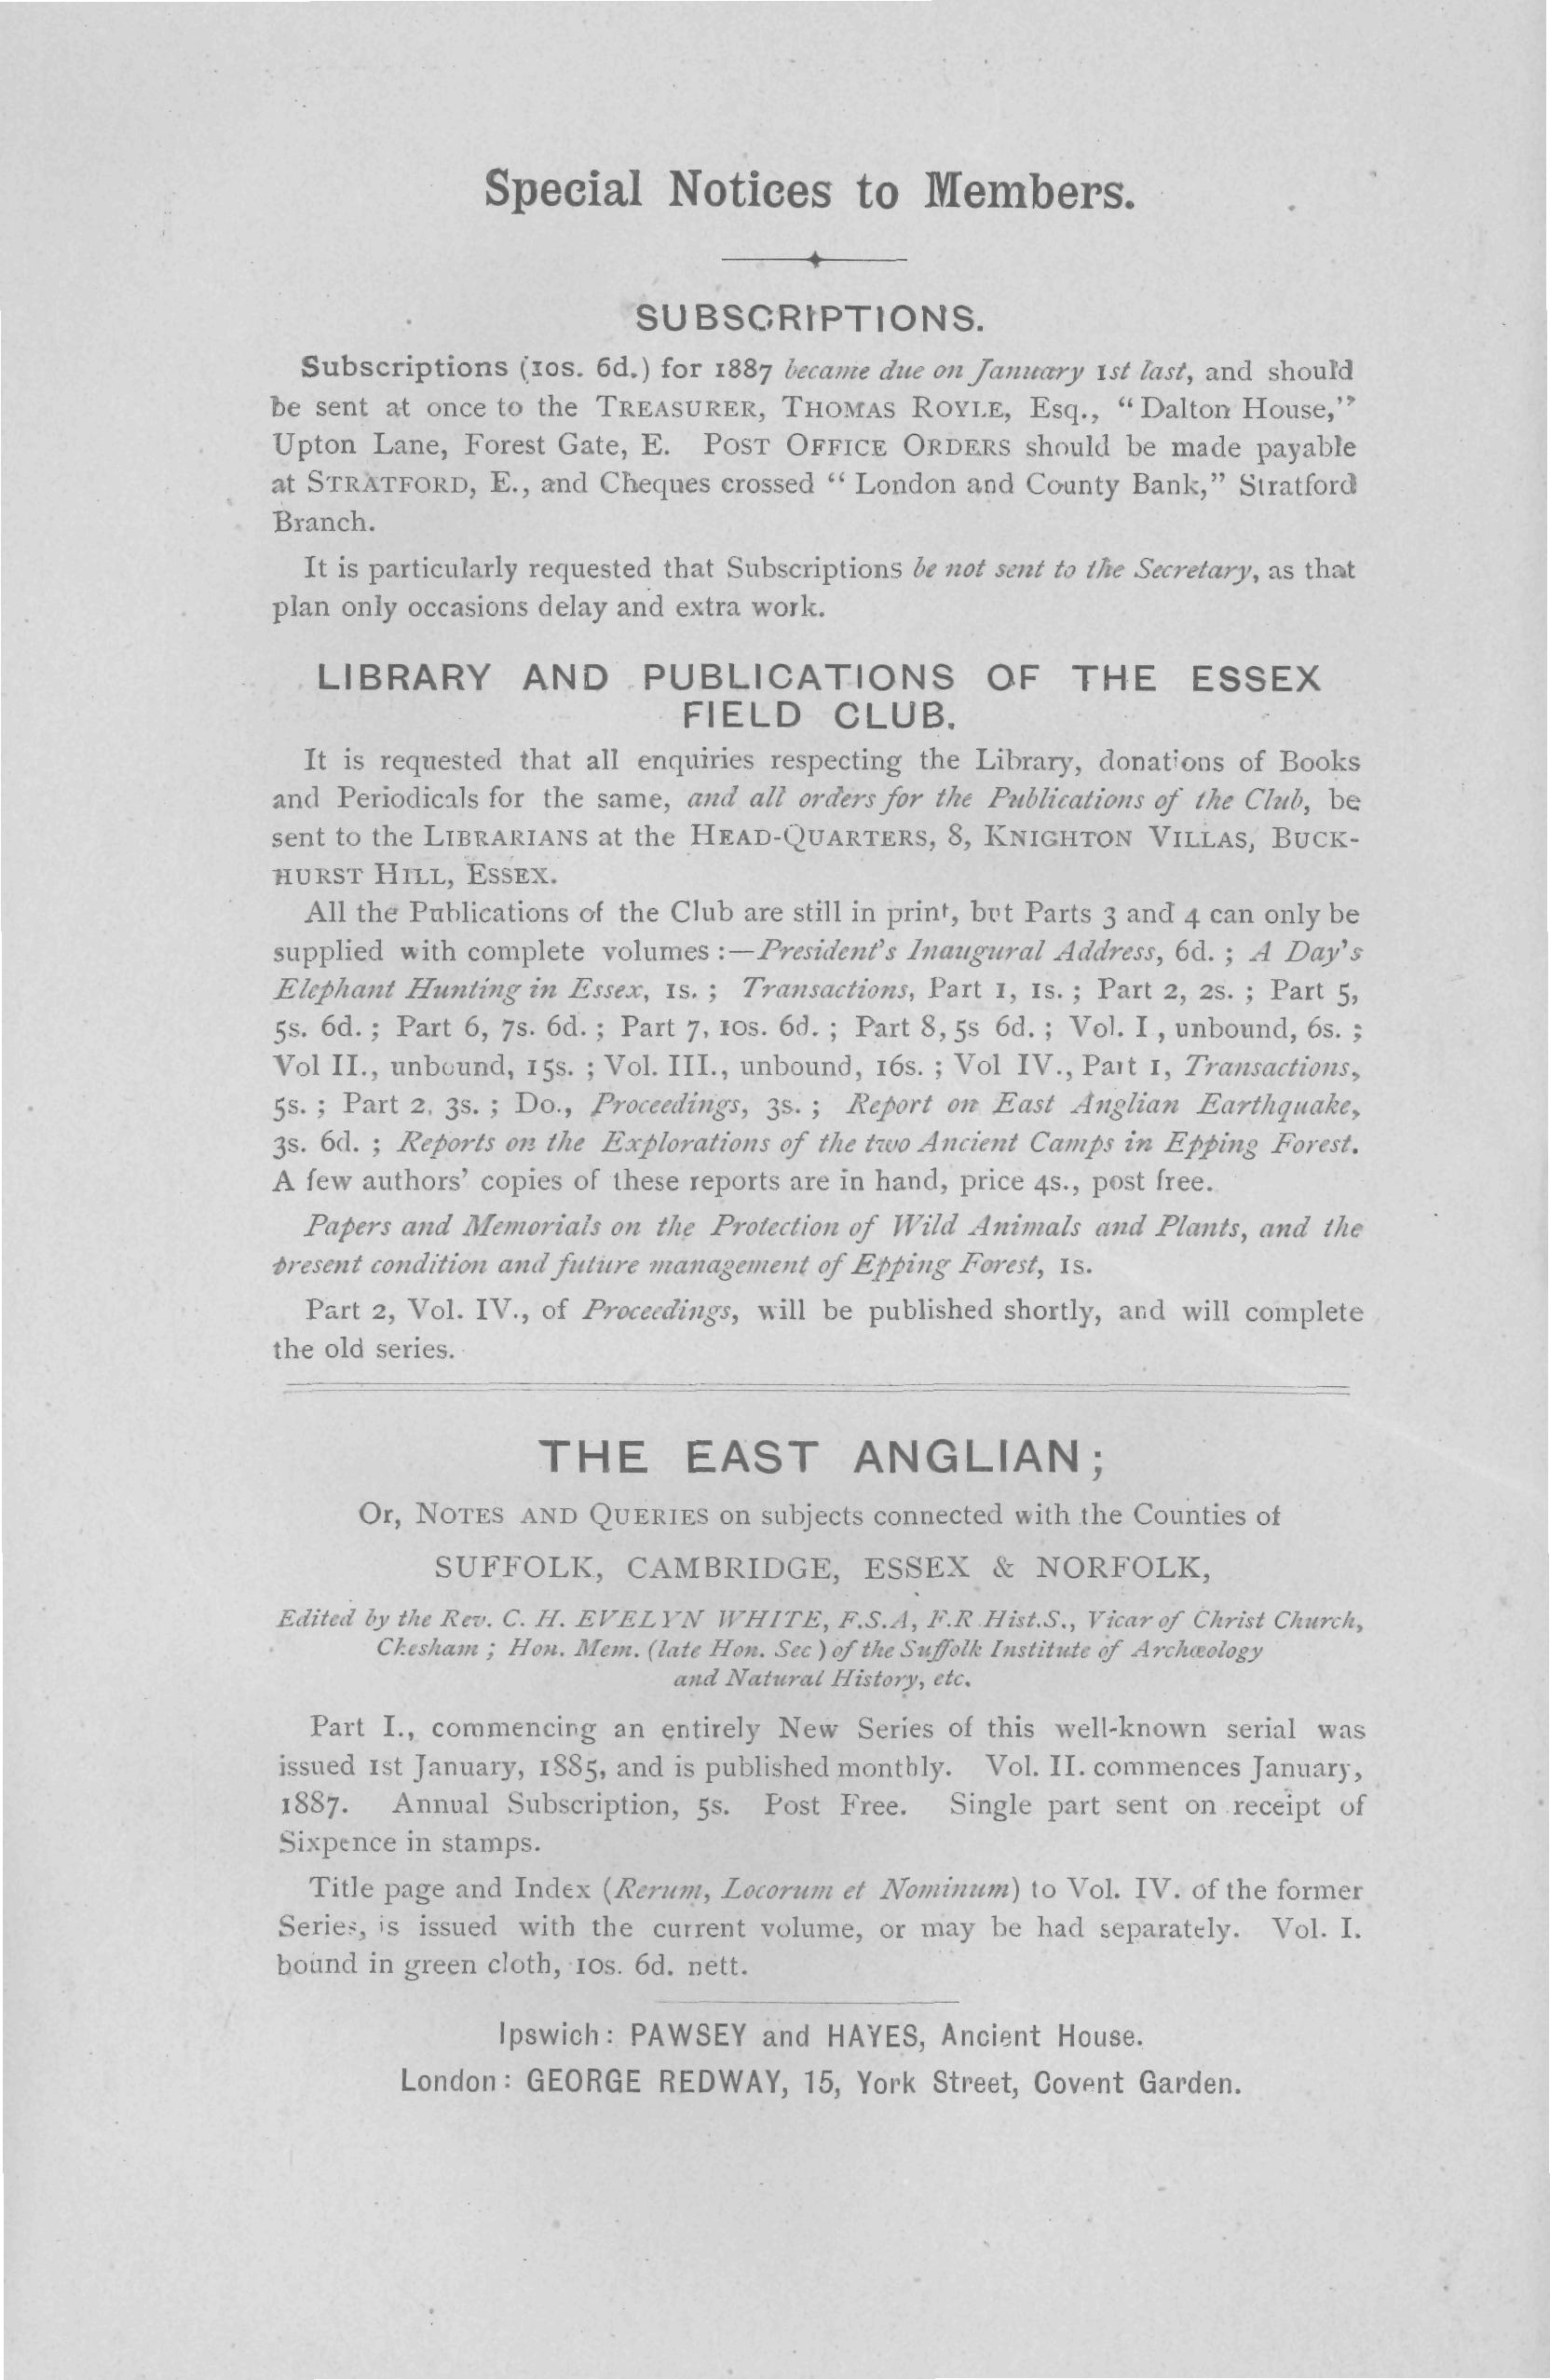 Special Notices to Members.
SUBSCRIPTIONS.
Subscriptions (10s. 6d.) for 1887 became due on January 1st last, and should
be sent at once to the TREASURER, THOMAS ROYLE, Esq., "Dalton House,"
Upton Lane, Forest Gate, E. POST OFFICE ORDERS should be made payable
at STRATFORD, E., and Cheques crossed "London and County Bank," Stratford
Branch.
It is particularly requested that Subscriptions be not sent to the Secretary, as that
plan only occasions delay and extra work.
LIBRARY AND PUBLICATIONS OF THE ESSEX
FIELD CLUB.
It is requested that all enquiries respecting the Library, donations of Books
and Periodicals for the same, and all orders for the Publications of the Club, be
sent to the LIBRARIANS at the HEAD-QUARTERS, 8, KNIGHTON VILLAS, BUCK-
HURST HILL, ESSEX.
All the Publications of the Club are still in print, but Parts 3 and 4 can only be
supplied with complete volumes :—President's Inaugural Address, 6d. ; A Day's
Elephant Hunting in Essex, 1s. ; Transactions, Part 1, 1s. ; Part 2, 2s. ; Part 5,
5s. 6d. ; Part 6, 7s. 6d. ; Part 7, 10s. 6d. ; Part 8, 5s 6d. ; Vol. I , unbound, 6s. ;
Vol II., unbound, 15s. ; Vol. III., unbound, 16s. ; Vol IV., Part 1, Transactions,
5s. ; Part 2, 3s. ; Do., Proceedings, 3s. ; Report on East Anglian Earthquake,
3s. 6d. ; Reports on the Explorations of the two Ancient Camps in Epping Forest.
A few authors' copies of these reports are in hand, price 4s., post free.
Papers and Memorials on the Protection of Wild Animals and Plants, and the
present condition and future management of Epping Forest, 1s.
Part 2, Vol. IV., of Proceedings, will be published shortly, and will complete
the old series.
THE EAST ANGLIAN;
Or, NOTES AND QUERIES on subjects connected with the Counties of
SUFFOLK, CAMBRIDGE, ESSEX & NORFOLK,
Edited by the Rev. C. H. EVELYN WHITE, F.S.A, F.R.Hist.S., Vicar of Christ Church,
Chesham ; Hon. Mem. (late Hon. Sec ) of the Suffolk Institute of Archæology
and Natural History, etc.
Part I., commencing an entirely New Series of this well-known serial was
issued 1st January, 1885, and is published monthly. Vol. II. commences January,
1887. Annual Subscription, 5s. Post Free. Single part sent on receipt of
Sixpence in stamps.
Title page and Index (Rerum, Locorum et Nominum) to Vol. IV. of the former
Series, is issued with the current volume, or may be had separately. Vol. I.
bound in green cloth, 10s. 6d. nett.
Ipswich: PAWSEY and HAYES, Ancient House.
London: GEORGE REDWAY, 15, York Street, Covent Garden.